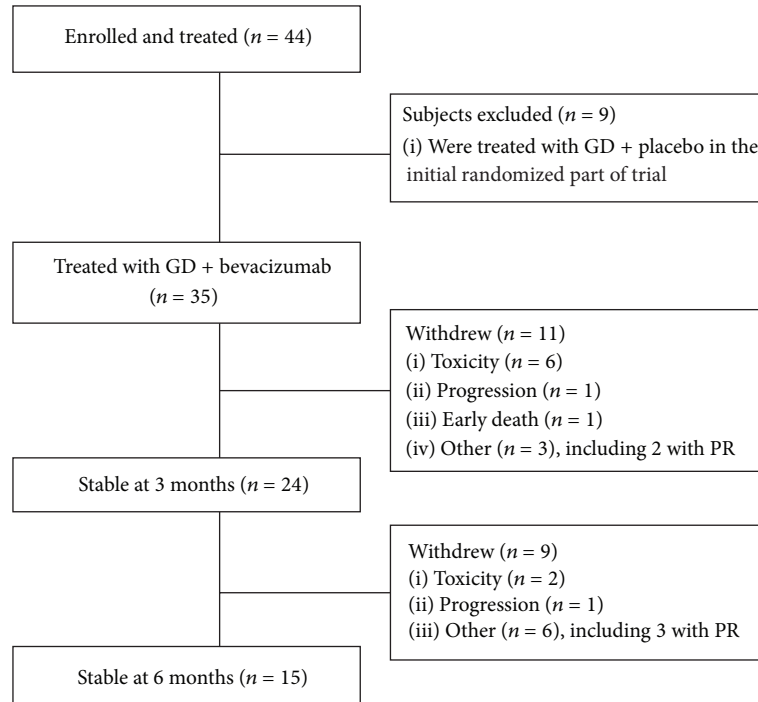 Enrolled and treated (n = 44)
Subjects excluded (n = 9)
(i) Were treated with GD + placebo in the
initial randomized part of trial
Treated with GD + bevacizumab
(n = 35)
Withdrew (n = 11)
(i) Toxicity (n = 6)
(ii) Progression (n = 1)
(iii) Early death (n = 1)
(iv) Other (n = 3), including 2 with PR
Stable at 3 months (n = 24)
Withdrew (n = 9)
(i) Toxicity (n = 2)
(ii) Progression (n = 1)
(iii) Other (n = 6), including 3 with PR
Stable at 6 months (n = 15)